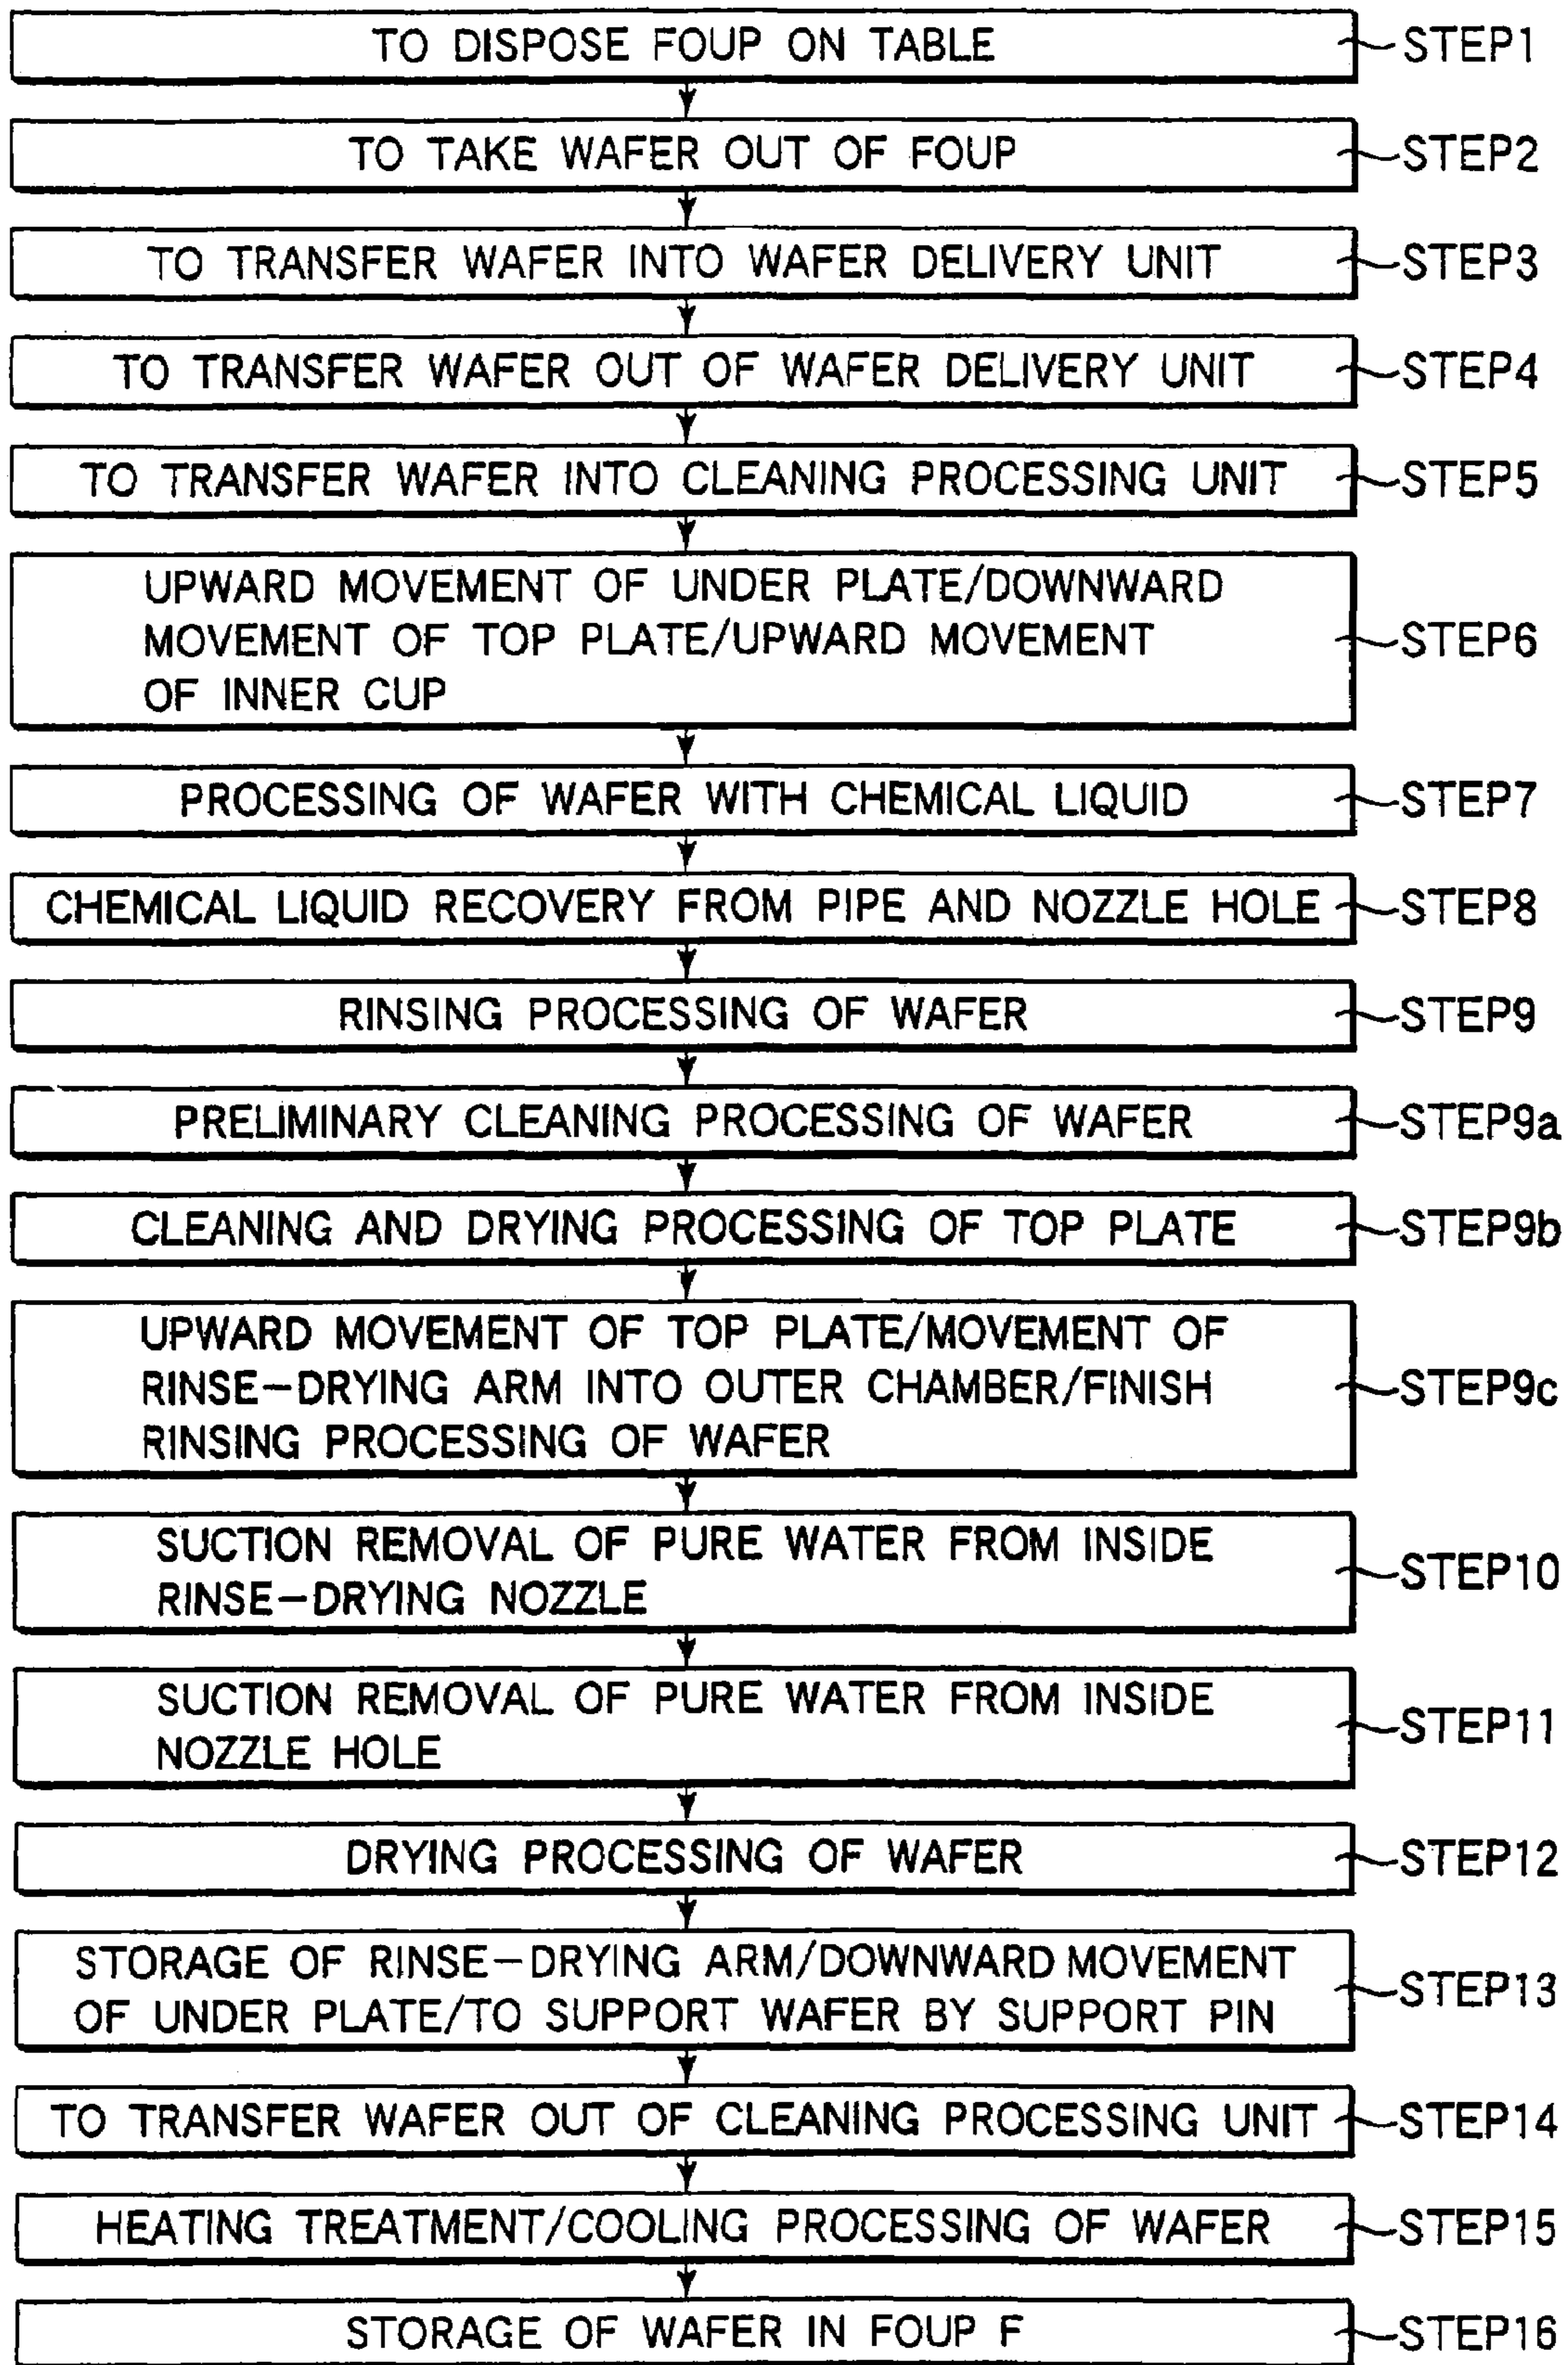 TO DISPOSE FOUP ON TABLE STEP1
TO TAKE WAFER OUT OF FOUP STEP2
TO TRANSFER WAFER INTO WAFER DELIVERY UNIT STEP3
TO TRANSFER WAFER OUT OF WAFER DELIVERY UNIT STEP4
TO TRANSFER WAFER INTO CLEANING PROCESSING UNIT STEP5
UPWARD MOVEMENT OF UNDER PLATE/DOWNWARD
MOVEMENT OF TOP PLATE/UPWARD MOVEMENT STEP6
OF INNER CUP
PROCESSING OF WAFER WITH CHEMICAL LIQUID STEP7
CHEMICAL LIQUID RECOVERY FROM PIPE AND NOZZLE HOLE STEP8
RINSING PROCESSING OF WAFER STEP9
PRELIMINARY CLEANING PROCESSING OF WAFER STEP9a
CLEANING AND DRYING PROCESSING OF TOP PLATE STEP9b
UPWARD MOVEMENT OF TOP PLATE/MOVEMENT OF
RINSE-DRYING ARM INTO OUTER CHAMBER/FINISH STEP9c
RINSING PROCESSING OF WAFER
SUCTION REMOVAL OF PURE WATER FROM INSIDE
RINSE-DRYING NOZZLE STEP10
SUCTION REMOVAL OF PURE WATER FROM INSIDE
NOZZLE HOLE STEP11
DRYING PROCESSING OF WAFER STEP12
STORAGE OF RINSE-DRYING ARM/DOWNWARD MOVEMENT
OF UNDER PLATE/TO SUPPORT WAFER BY SUPPORT PIN STEP13
TO TRANSFER WAFER OUT OF CLEANING PROCESSING UNIT STEP14
HEATING TREATMENT/COOLING PROCESSING OF WAFER STEP15
STORAGE OF WAFER IN FOUP F STEP16